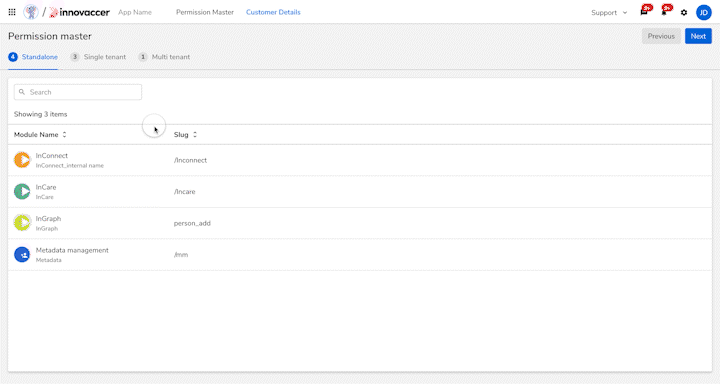 innovaccer App Name Permission Master Customer Details Support 9+ 9+ JD
Permission master Previous Next
4 Standalone 3 Single tenant 1 Multi tenant
Search
Showing 3 items
Module Name Slug
InConnect
InConnect_internal name
/Inconnect
InCare
InCare
/Incare
InGraph
InGraph
person_add
Metadata management
Metadata
/mm